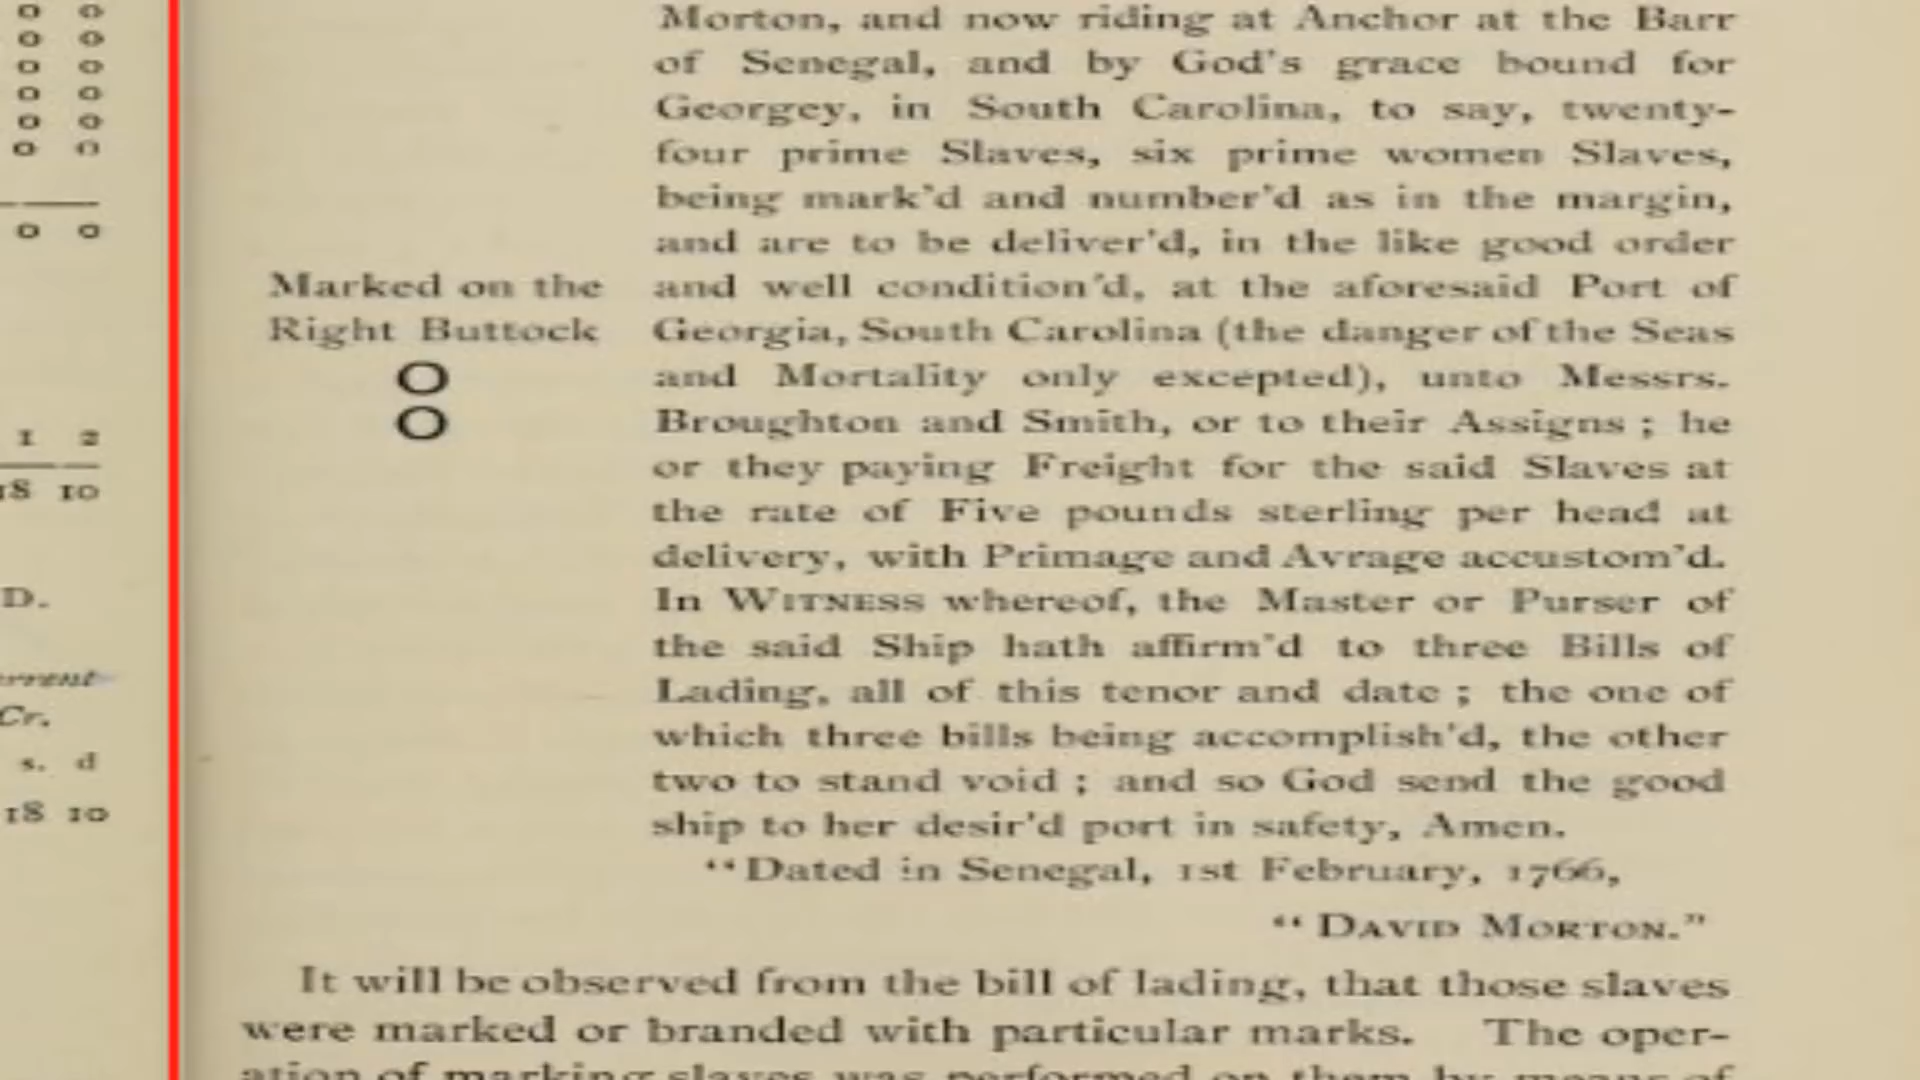 o o
o o
o o
o o
o o
o o
o o
1 2
18 10
D.
Cr.
s. d
18 10
Morton, and now riding at Anchor at the Barr
of Senegal, and by God's grace bound for
Georgey, in South Carolina, to say, twenty-
four prime Slaves, six prime women Slaves,
being mark'd and number'd as in the margin,
and are to be deliver'd, in the like good order
Marked on the
Right Buttock
O
O
and well condition'd, at the aforesaid Port of
Georgia, South Carolina (the danger of the Seas
and Mortality only excepted), unto Messrs.
Broughton and Smith, or to their Assigns ; he
or they paying Freight for the said Slaves at
the rate of Five pounds sterling per head at
delivery, with Primage and Avrage accustom'd.
In WITNESS whereof, the Master or Purser of
the said Ship hath affirm'd to three Bills of
Lading, all of this tenor and date ; the one of
which three bills being accomplish'd, the other
two to stand void ; and so God send the good
ship to her desir'd port in safety, Amen.
"Dated in Senegal, 1st February, 1766,
"DAVID MORTON."
It will be observed from the bill of lading, that those slaves
were marked or branded with particular marks. The oper-
ation of marking slaves was performed on them by means of